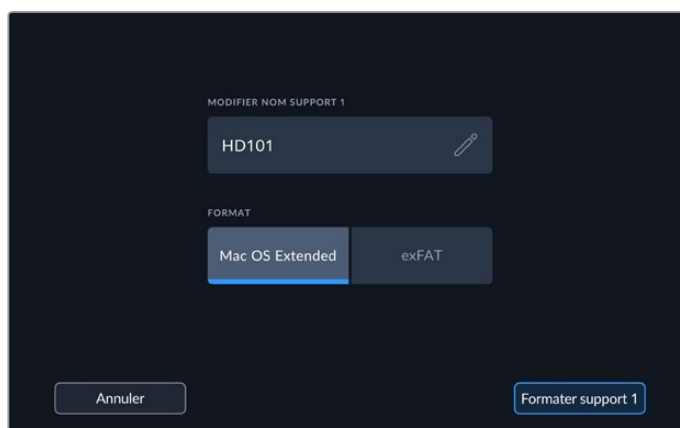 MODIFIER NOM SUPPORT 1
HD101
FORMAT
Mac OS Extended
exFAT
Annuler
Formater support 1